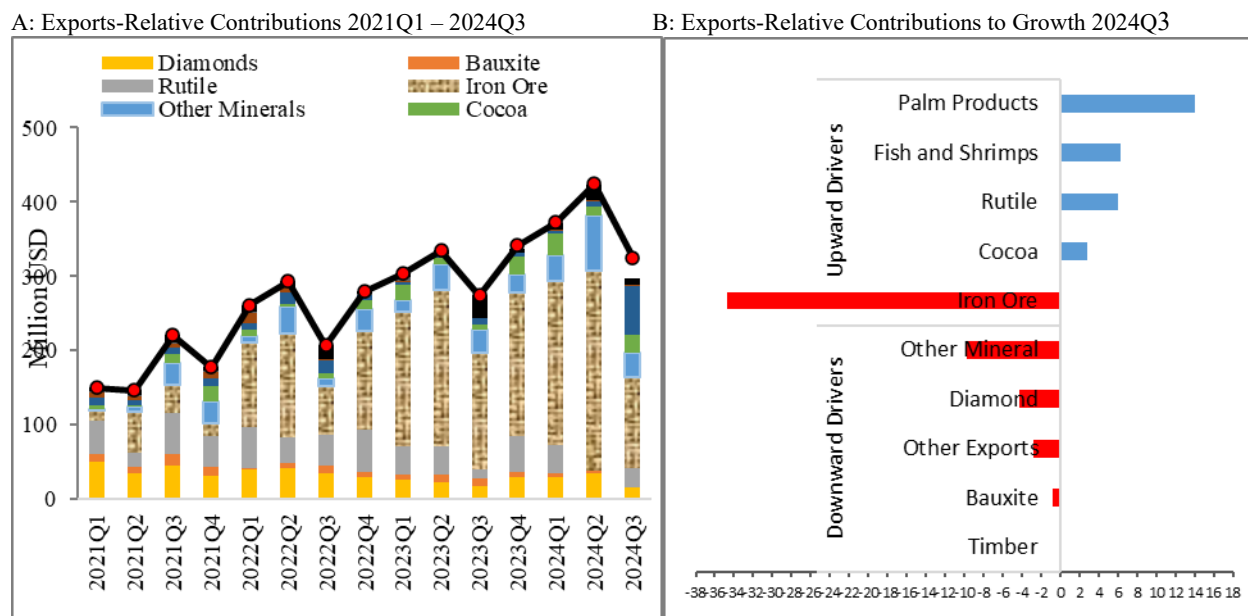 A: Exports-Relative Contributions 2021Q1 – 2024Q3
Diamonds
Bauxite
Rutile
Iron Ore
Other Minerals
Cocoa
Million USD
500
400
300
200
100
0
2021Q1
2021Q2
2021Q3
2021Q4
2022Q1
2022Q2
2022Q3
2022Q4
2023Q1
2023Q2
2023Q3
2023Q4
2024Q1
2024Q2
2024Q3
B: Exports-Relative Contributions to Growth 2024Q3
Upward Drivers
Palm Products
Fish and Shrimps
Rutile
Cocoa
Iron Ore
Downward Drivers
Other Mineral
Diamond
Other Exports
Bauxite
Timber
-38 -36 -34 -32 -30 -28 -26 -24 -22 -20 -18 -16 -14 -12 -10 -8 -6 -4 -2 0 2 4 6 8 10 12 14 16 18